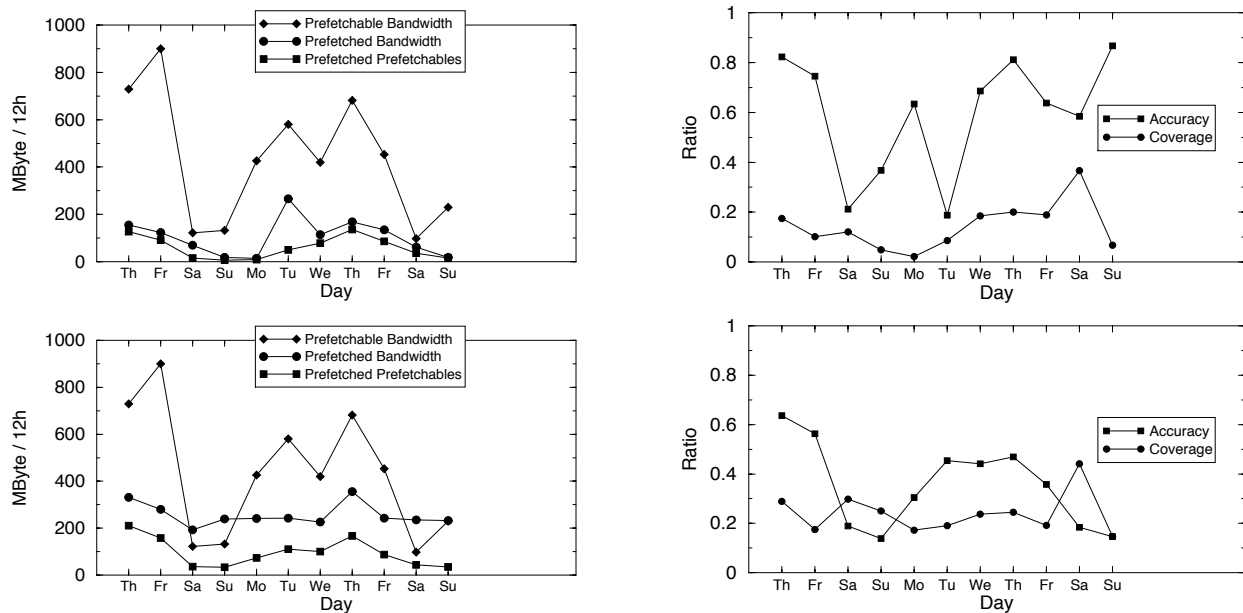 1000
800
600
400
200
0
MByte / 12h
Prefetchable Bandwidth
Prefetched Bandwidth
Prefetched Prefetchables
Th Fr Sa Su Mo Tu We Th Fr Sa Su
Day
1
0.8
0.6
0.4
0.2
0
Ratio
Accuracy
Coverage
Th Fr Sa Su Mo Tu We Th Fr Sa Su
Day
1000
800
600
400
200
0
MByte / 12h
Prefetchable Bandwidth
Prefetched Bandwidth
Prefetched Prefetchables
Th Fr Sa Su Mo Tu We Th Fr Sa Su
Day
1
0.8
0.6
0.4
0.2
0
Ratio
Accuracy
Coverage
Th Fr Sa Su Mo Tu We Th Fr Sa Su
Day